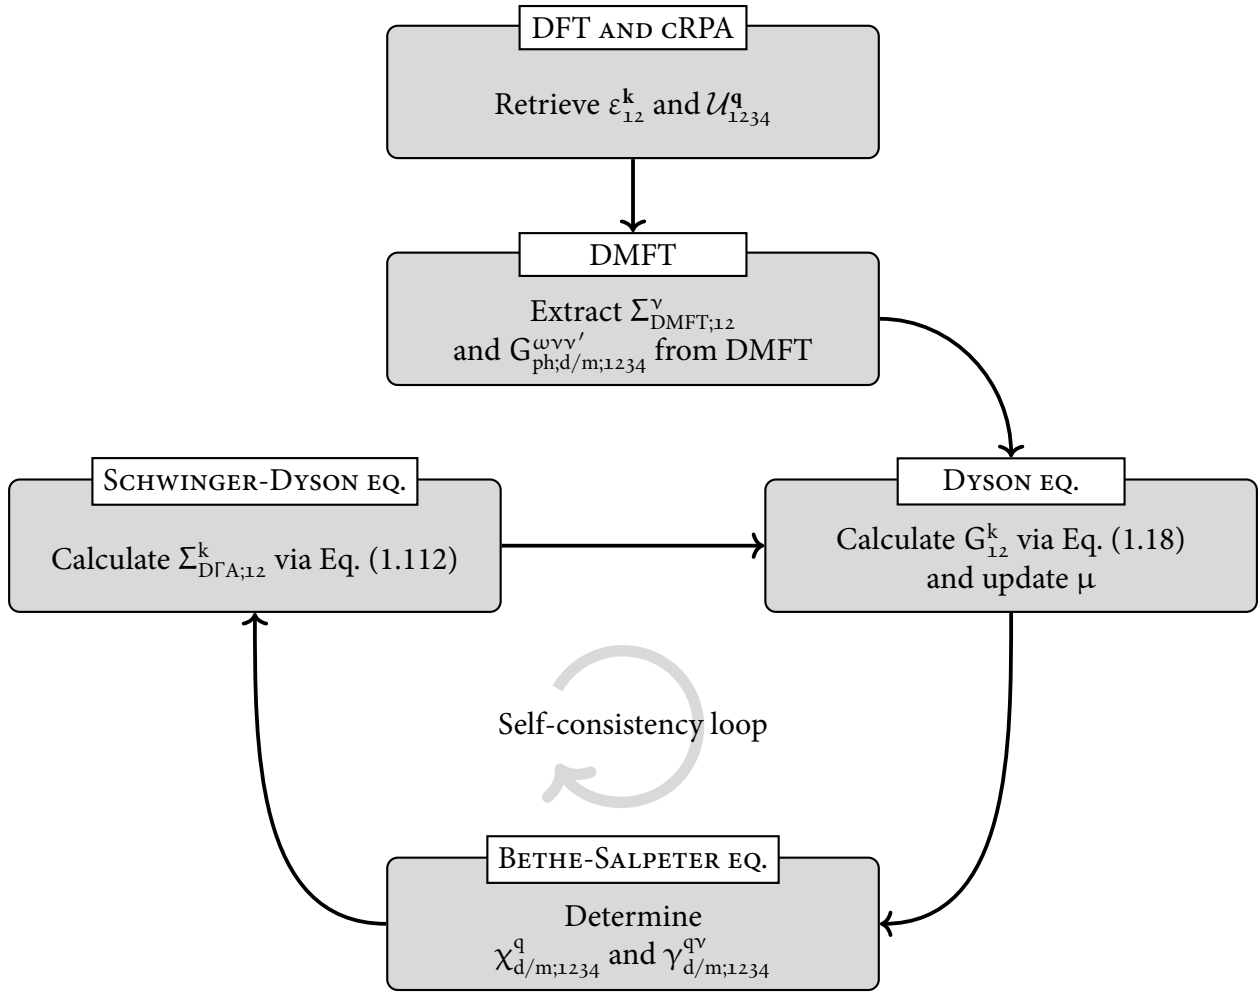 DFT AND CRPA
Retrieve ε^𝐤_12 and 𝒰^𝐪_1234
DMFT
Extract Σ^ν_DMFT;12
and G^ωνν′_ph;d/m;1234 from DMFT
SCHWINGER-DYSON EQ.
Calculate Σ^k_DΓA;12 via Eq. (1.112)
DYSON EQ.
Calculate G^k_12 via Eq. (1.18)
and update μ
Self-consistency loop
BETHE-SALPETER EQ.
Determine
χ^q_d/m;1234 and γ^qν_d/m;1234